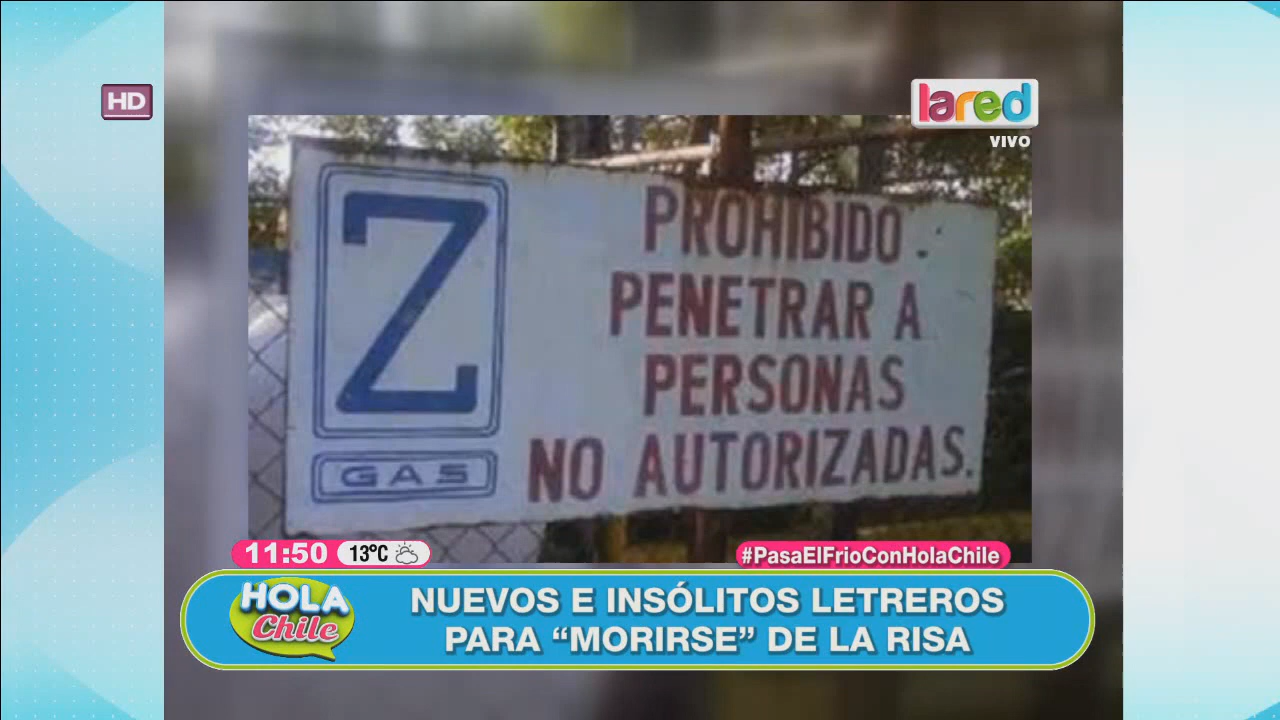 HD
lared
VIVO
Z
GAS
PROHIBIDO
PENETRAR A
PERSONAS
NO AUTORIZADAS.
11:50 13°C
#PasaElFrioConHolaChile
HOLA
Chile
NUEVOS E INSÓLITOS LETREROS
PARA “MORIRSE” DE LA RISA